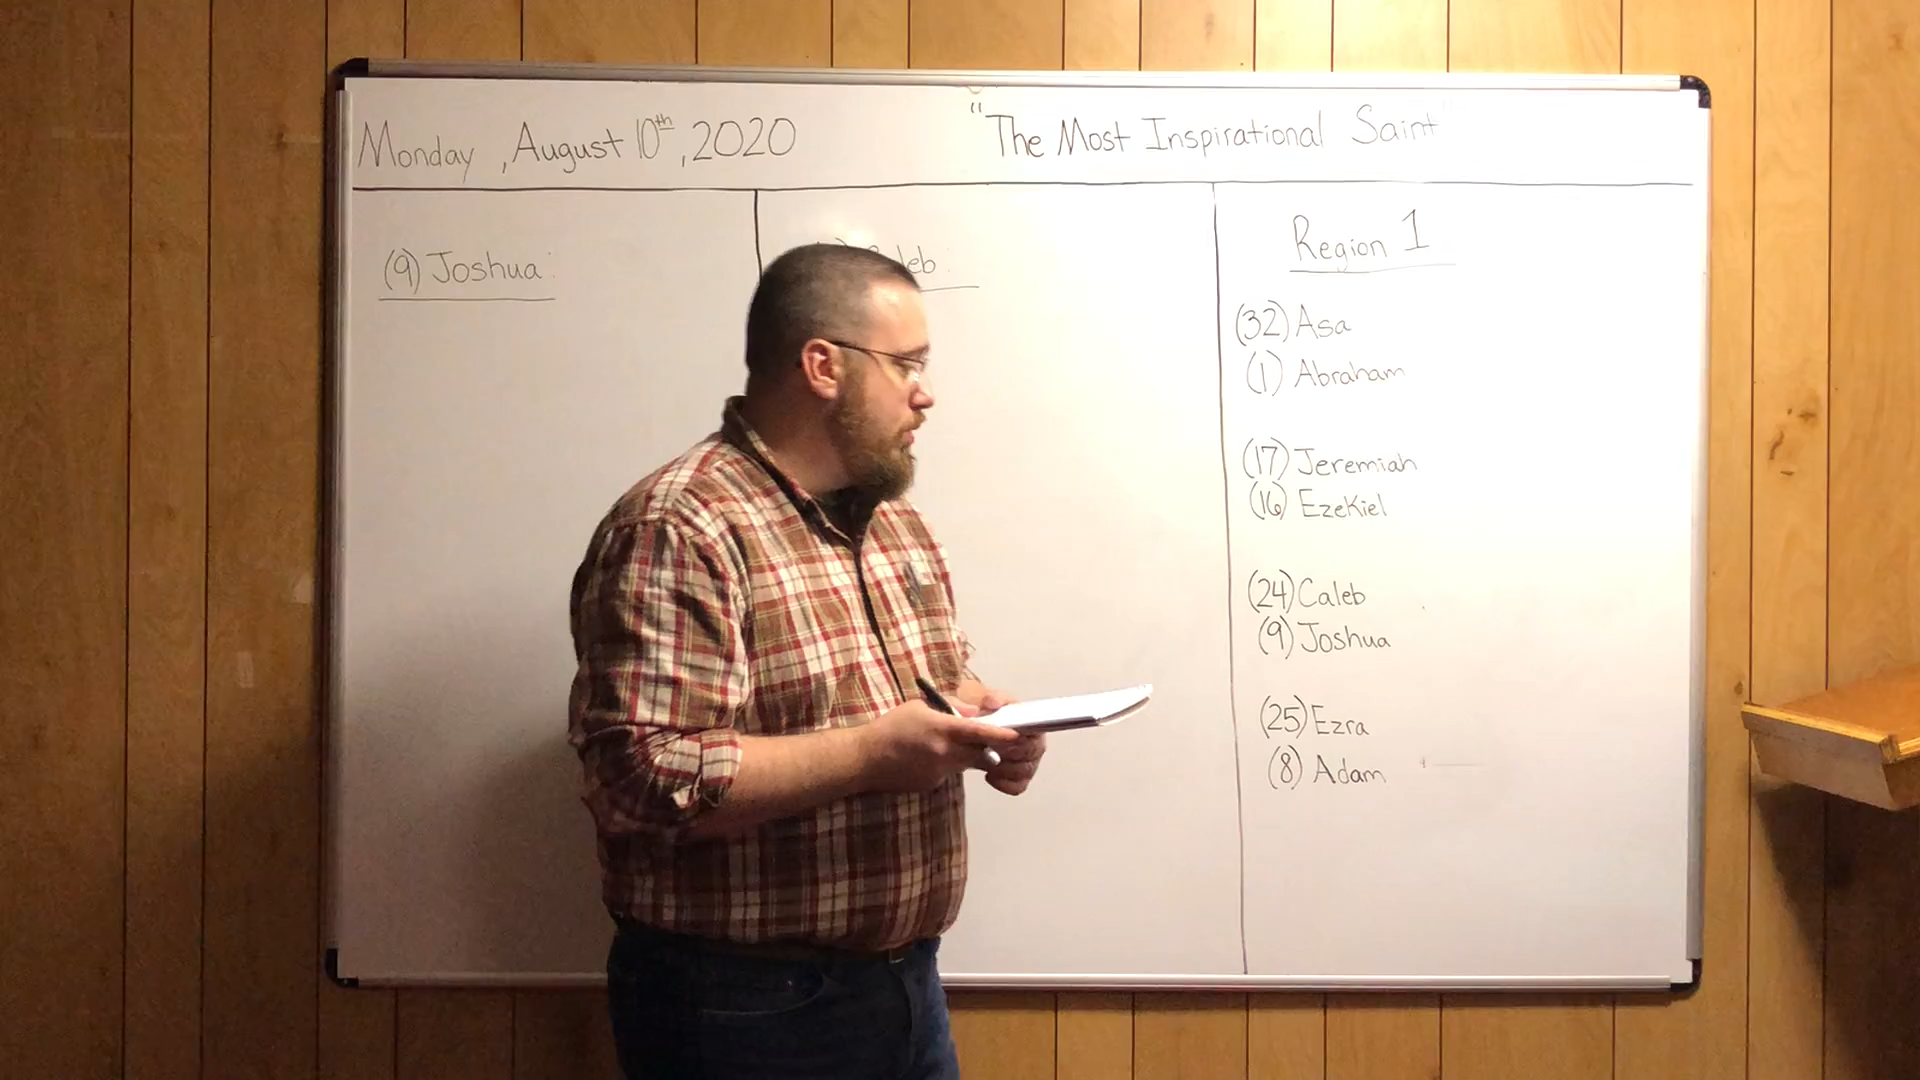 Monday, August 10th, 2020
"The Most Inspirational Saint"
(9) Joshua:
leb
Region 1
(32) Asa
(1) Abraham
(17) Jeremiah
(16) Ezekiel
(24) Caleb
(9) Joshua
(25) Ezra
(8) Adam